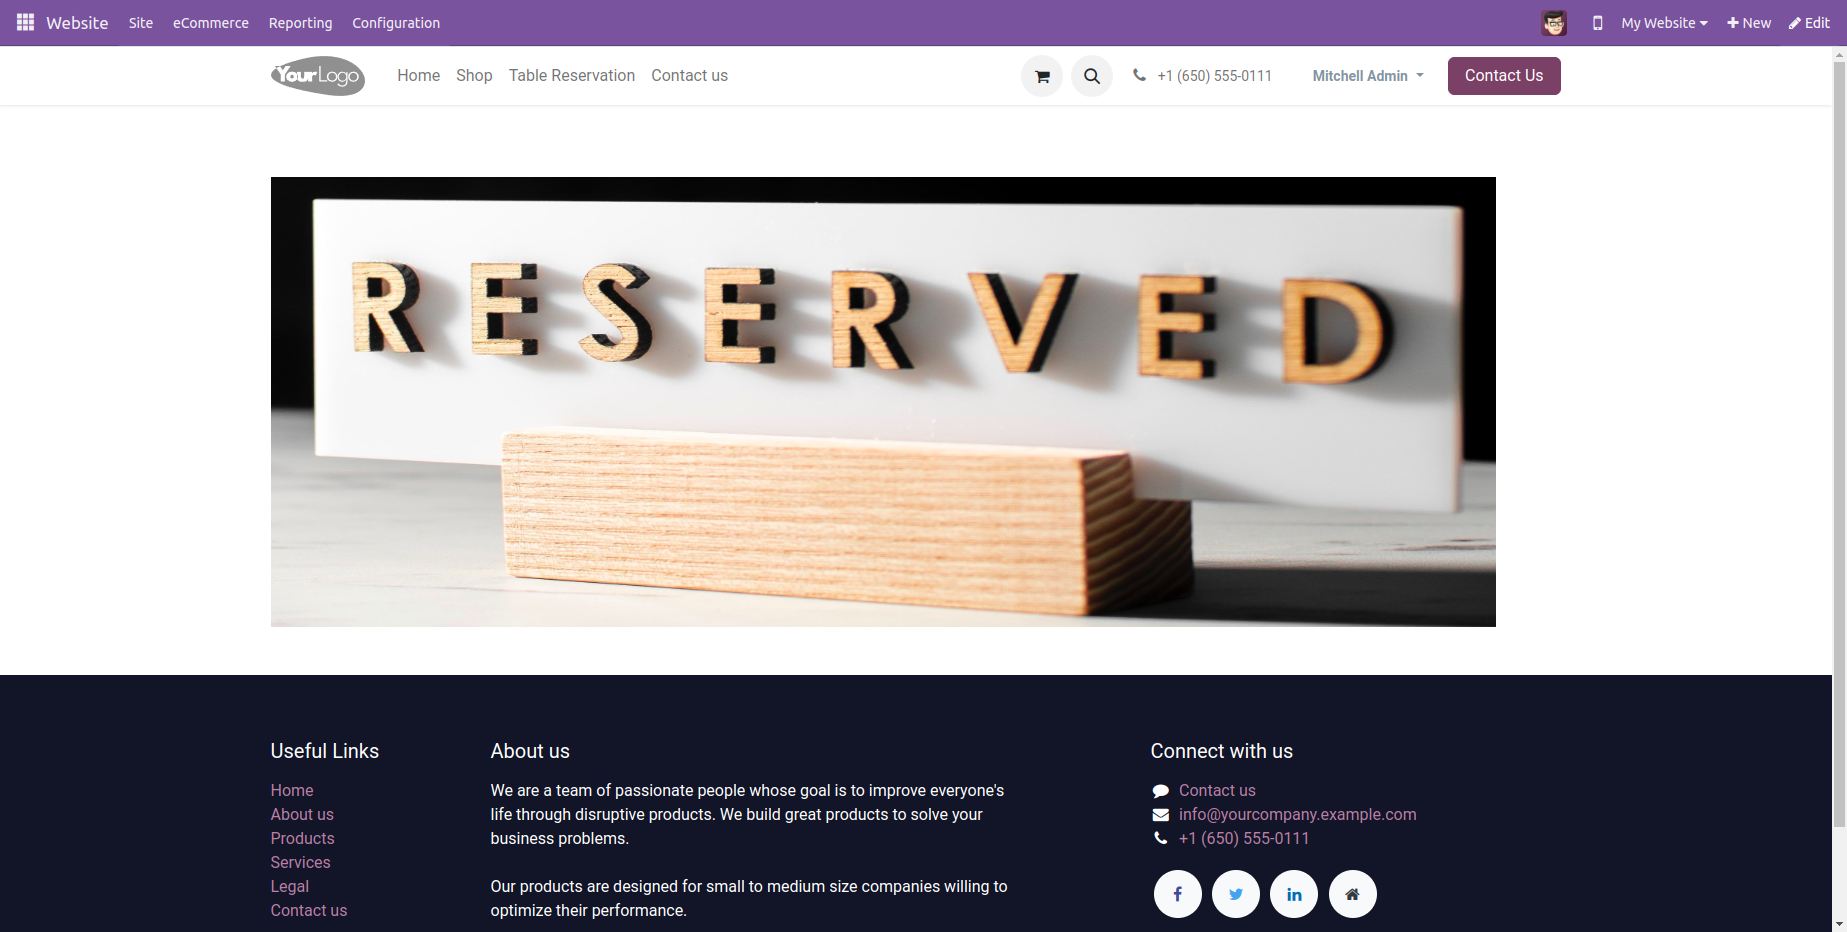 Website Site eCommerce Reporting Configuration My Website New Edit
YourLogo Home Shop Table Reservation Contact us +1 (650) 555-0111 Mitchell Admin Contact Us
RESERVED
Useful Links
Home
About us
Products
Services
Legal
Contact us
About us
We are a team of passionate people whose goal is to improve everyone's
life through disruptive products. We build great products to solve your
business problems.
Our products are designed for small to medium size companies willing to
optimize their performance.
Connect with us
Contact us
info@yourcompany.example.com
+1 (650) 555-0111